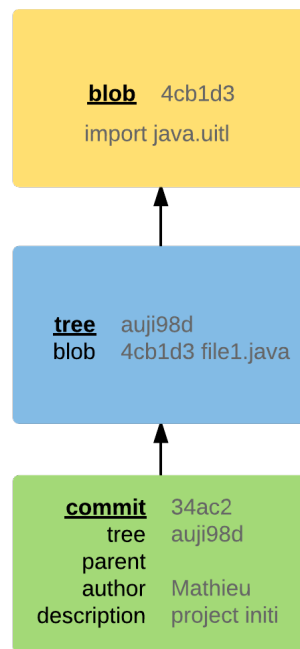 blob 4cb1d3
import java.uitl
tree auji98d
blob 4cb1d3 file1.java
commit 34ac2
tree auji98d
parent
author Mathieu
description project initi